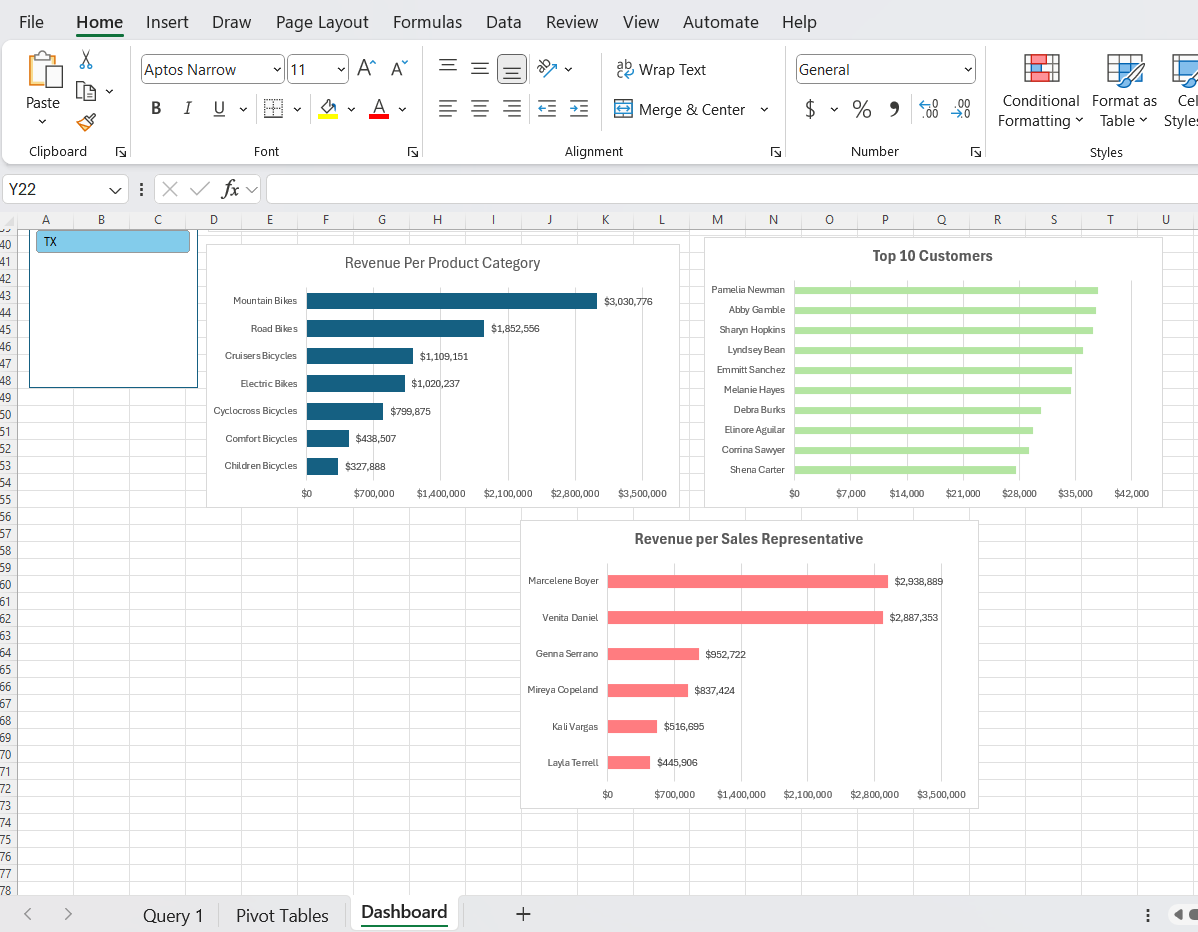 File Home Insert Draw Page Layout Formulas Data Review View Automate Help
Aptos Narrow 11 A A ab Wrap Text General
Paste B I U A Merge & Center $ % 9 .00 Conditional Formatting Format as Table Cel Styles
Clipboard Font Alignment Number Styles
Y22 fx
A B C D E F G H I J K L M N O P Q R S T U
40
41
42
43
44
45
46
47
48
49
50
51
52
53
54
55
56
57
58
59
60
61
62
63
64
65
66
67
68
69
70
71
72
73
74
75
76
77
78
TX
Revenue Per Product Category
Mountain Bikes $3,030,776
Road Bikes $1,852,556
Cruisers Bicycles $1,109,151
Electric Bikes $1,020,237
Cyclocross Bicycles $799,875
Comfort Bicycles $438,507
Children Bicycles $327,888
$0 $700,000 $1,400,000 $2,100,000 $2,800,000 $3,500,000
Top 10 Customers
Pamelia Newman
Abby Gamble
Sharyn Hopkins
Lyndsey Bean
Emmitt Sanchez
Melanie Hayes
Debra Burks
Elinore Aguilar
Corrina Sawyer
Shena Carter
$0 $7,000 $14,000 $21,000 $28,000 $35,000 $42,000
Revenue per Sales Representative
Marcelene Boyer $2,938,889
Venita Daniel $2,887,353
Genna Serrano $952,722
Mireya Copeland $837,424
Kali Vargas $516,695
Layla Terrell $445,906
$0 $700,000 $1,400,000 $2,100,000 $2,800,000 $3,500,000
Query 1 Pivot Tables Dashboard +